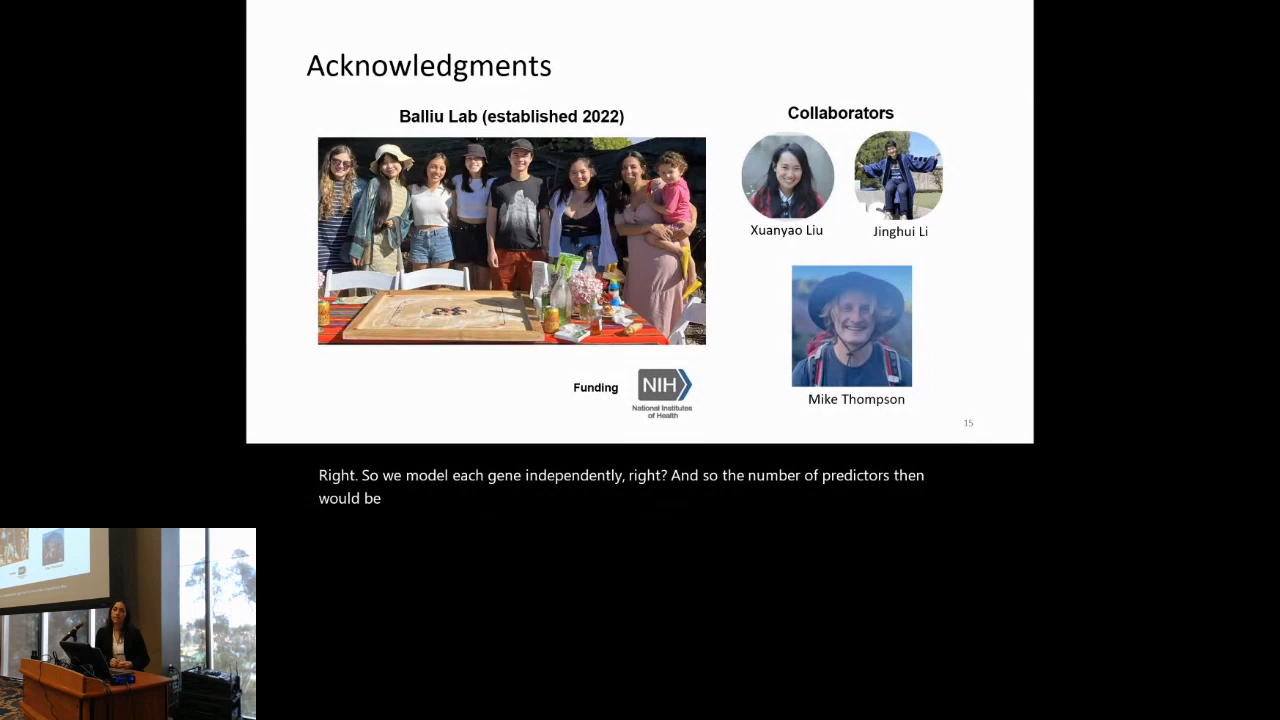 Acknowledgments
Balliu Lab (established 2022)
Collaborators
Xuanyao Liu
Jinghui Li
Mike Thompson
Funding
NIH
National Institutes
of Health
15
Right. So we model each gene independently, right? And so the number of predictors then
would be